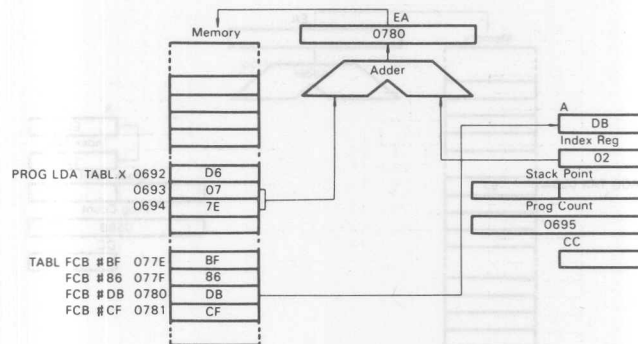 EA
Memory
0780
Adder
A
DB
Index Reg
02
PROG LDA TABL X 0692 D6
Stack Point
0693 07
0694 7E
Prog Count
0695
CC
TABL FCB #BF 077E BF
FCB #86 077F 86
FCB #DB 0780 DB
FCB #CF 0781 CF